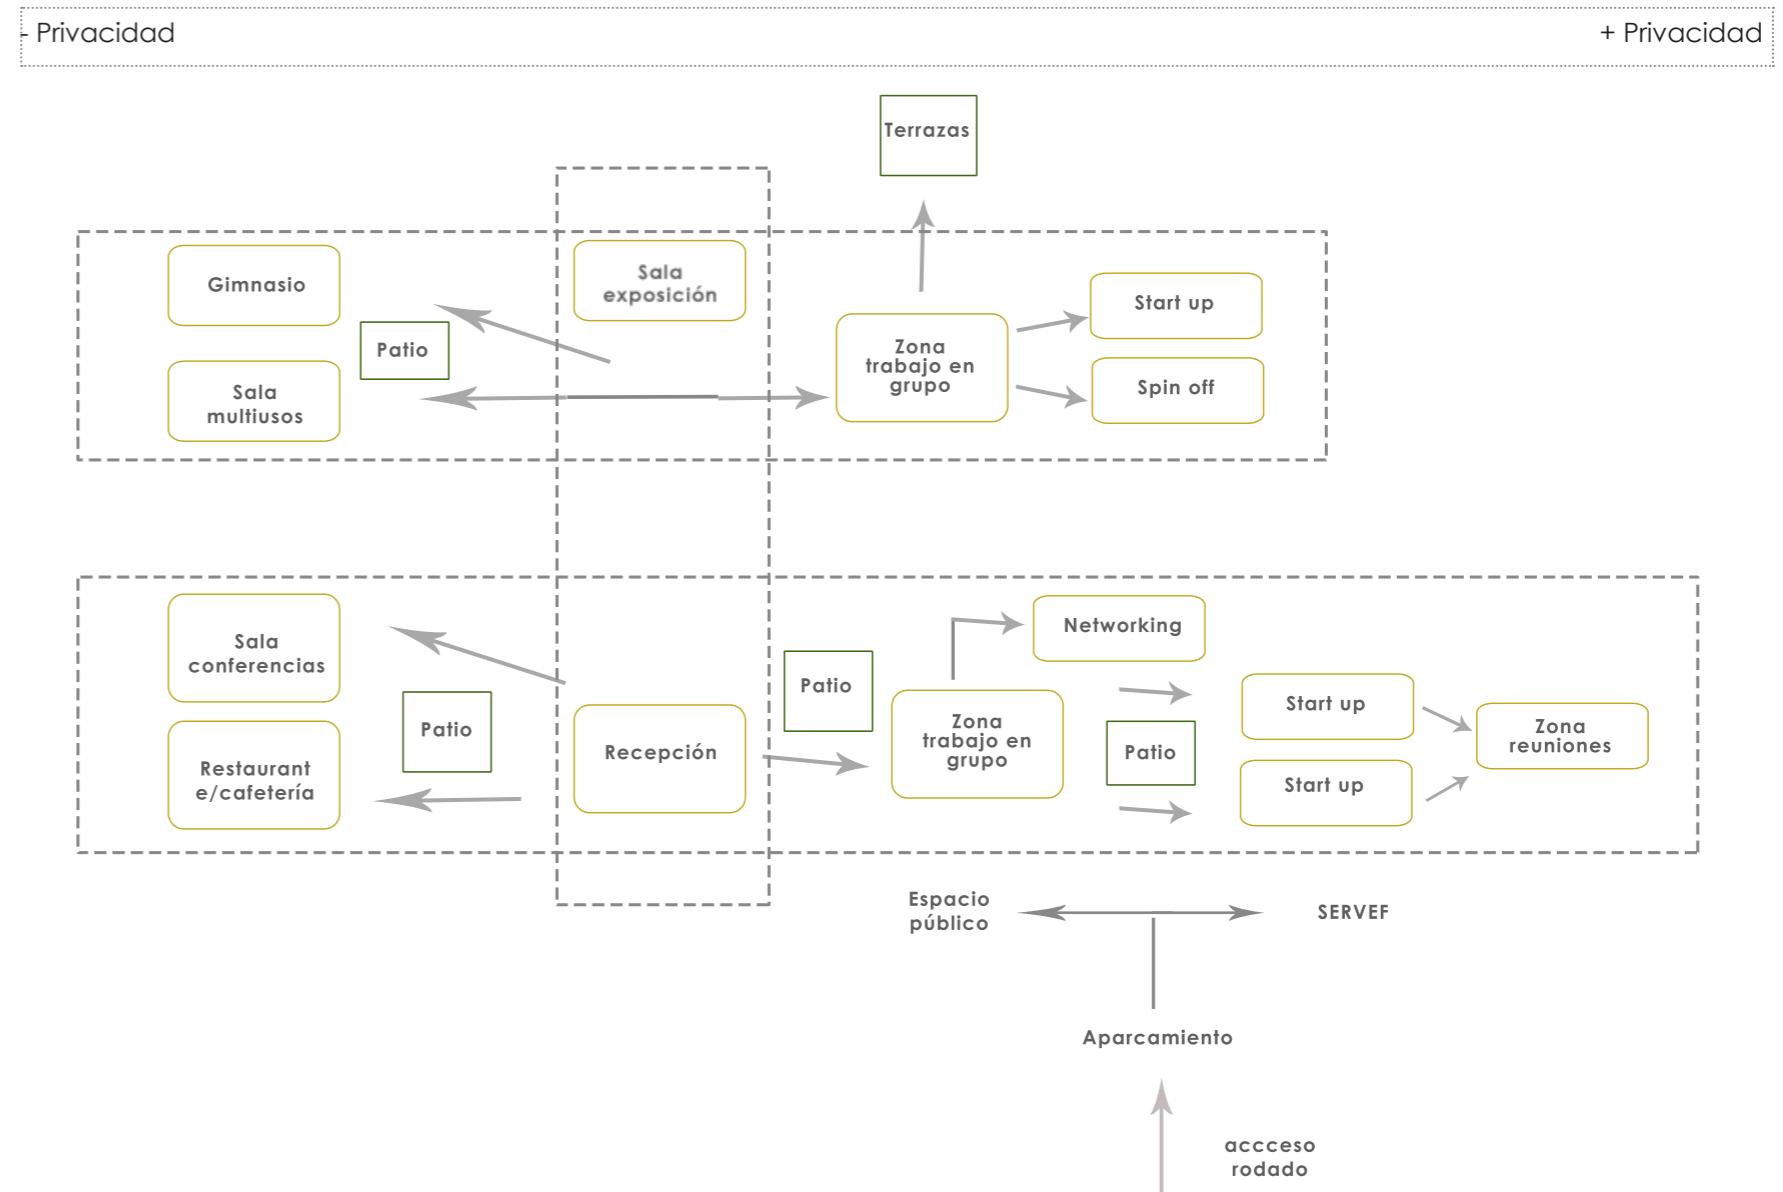 - Privacidad
+ Privacidad
Terrazas
Gimnasio
Sala
exposición
Start up
Patio
Zona
trabajo en
grupo
Sala
multiusos
Spin off
Sala
conferencias
Networking
Patio
Patio
Restaurant
e/cafetería
Recepción
Zona
trabajo en
grupo
Patio
Start up
Start up
Zona
reuniones
Espacio
público
SERVEF
Aparcamiento
accceso
rodado